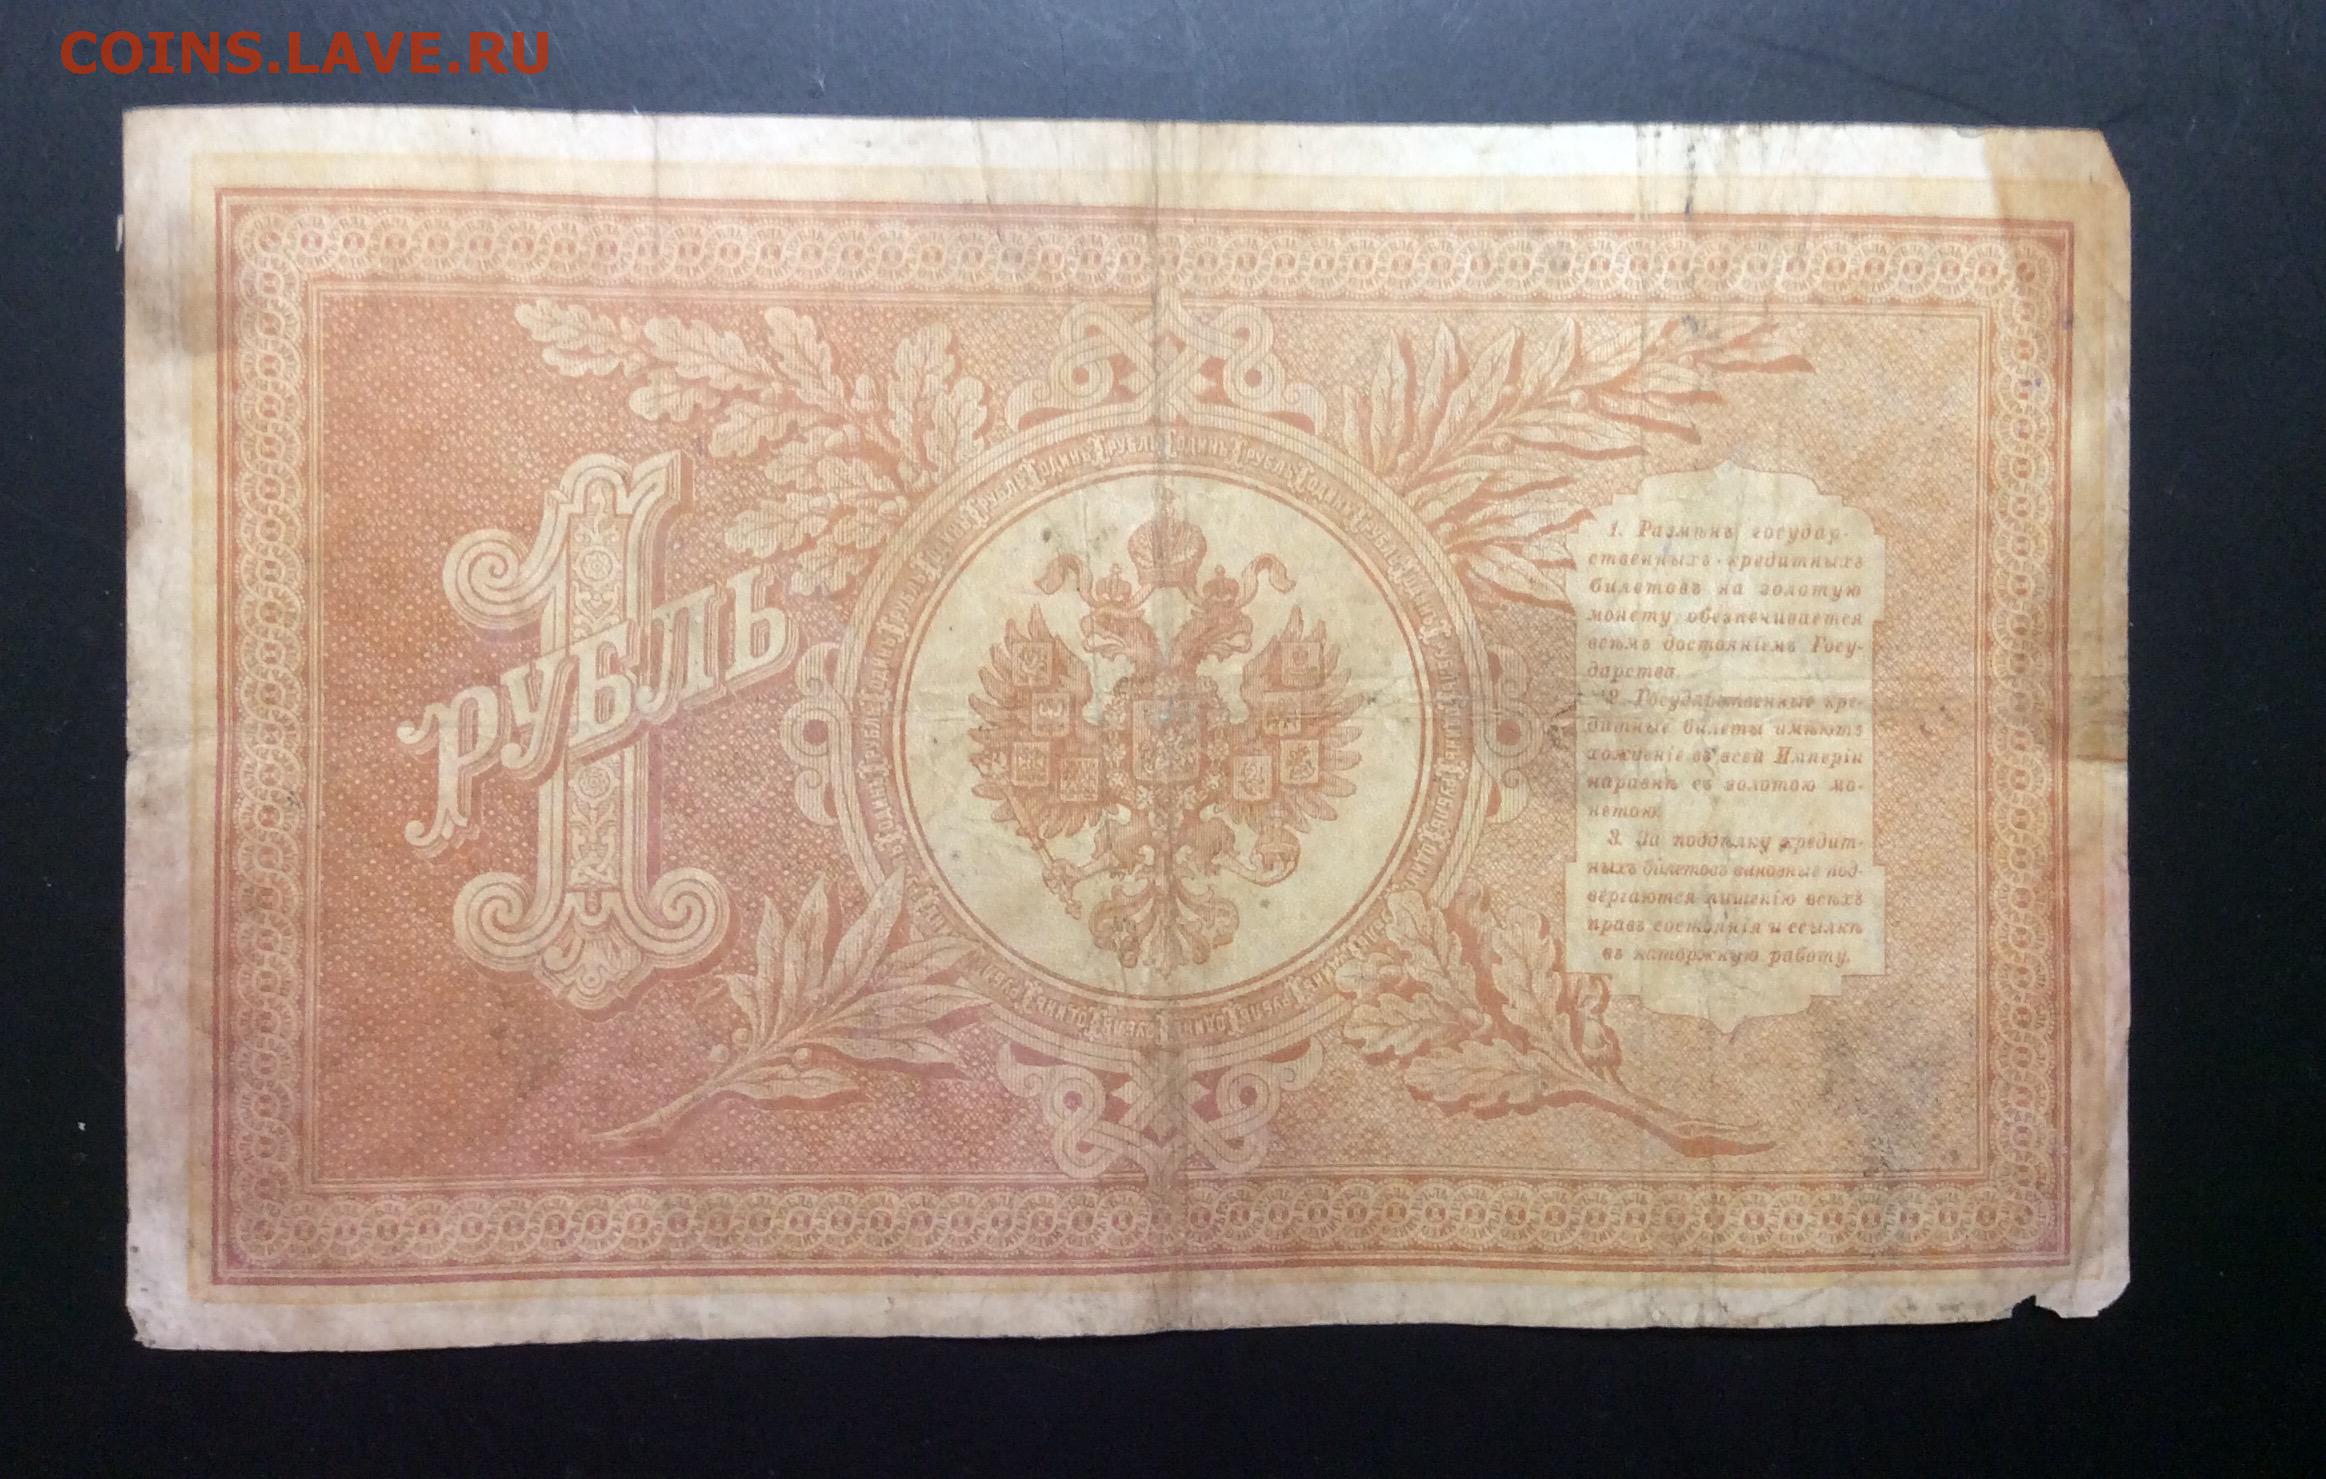 COINS.LAVE.RU
1
РУБЛЬ
1. Размѣнъ государ-
ственныхъ кредитныхъ
билетовъ на золотую
монету обезпечивается
всѣмъ достояніемъ Госу-
дарства.
2. Государственные кре-
дитные билеты имѣютъ
хожденіе во всей Имперіи
наравнѣ съ золотою мо-
нетою.
3. За поддѣлку кредит-
ныхъ билетовъ виновные под-
вергаются лишенію всѣхъ
правъ состоянія и ссылкѣ
въ каторжную работу.